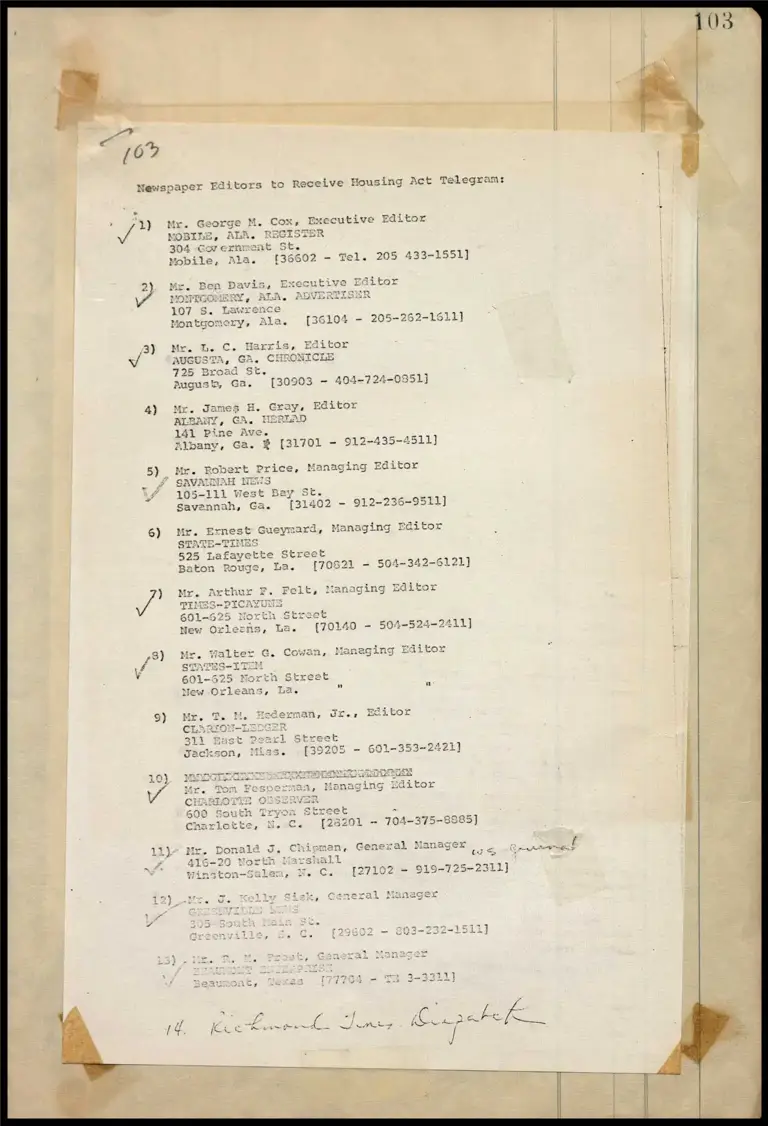 103
103
Newspaper Editors to Receive Housing Act Telegram:
1) Mr. George M. Cox, Executive Editor
MOBILE, ALA. REGISTER
304 Government St.
Mobile, Ala. [36602 - Tel. 205 433-1551]
2) Mr. Ben Davis, Executive Editor
MONTGOMERY, ALA. ADVERTISER
107 S. Lawrence
Montgomery, Ala. [36104 - 205-262-1611]
3) Mr. L. C. Harris, Editor
AUGUSTA, GA. CHRONICLE
725 Broad St.
Augusta, Ga. [30903 - 404-724-0851]
4) Mr. James H. Gray, Editor
ALBANY, GA. HERLAD
141 Pine Ave.
Albany, Ga. [31701 - 912-435-4511]
5) Mr. Robert Price, Managing Editor
SAVANNAH NEWS
105-111 West Bay St.
Savannah, Ga. [31402 - 912-236-9511]
6) Mr. Ernest Gueymard, Managing Editor
STATE-TIMES
525 Lafayette Street
Baton Rouge, La. [70821 - 504-342-6121]
7) Mr. Arthur F. Felt, Managing Editor
TIMES-PICAYUNE
601-625 North Street
New Orleans, La. [70140 - 504-524-2411]
8) Mr. Walter G. Cowan, Managing Editor
STATES-ITEM
601-625 North Street
New Orleans, La. " "
9) Mr. T. M. Hederman, Jr., Editor
CLARION-LEDGER
311 East Pearl Street
Jackson, Miss. [39205 - 601-353-2421]
10)
Mr. Tom Fesperman, Managing Editor
CHARLOTTE OBSERVER
600 South Tryon Street
Charlotte, N. C. [28201 - 704-375-8885]
11) Mr. Donald J. Chipman, General Manager W S Journal
416-20 North Marshall
Winston-Salem, N. C. [27102 - 919-725-2311]
12) Mr. J. Kelly Sisk, General Manager
GREENVILLE NEWS
305 South Main St.
Greenville, S. C. [29602 - 803-232-1511]
13) Mr. R. M. Frost, General Manager
BEAUMONT ENTERPRISE
Beaumont, Texas [77704 - TE 3-3311]
14. Richmond Times Dispatch